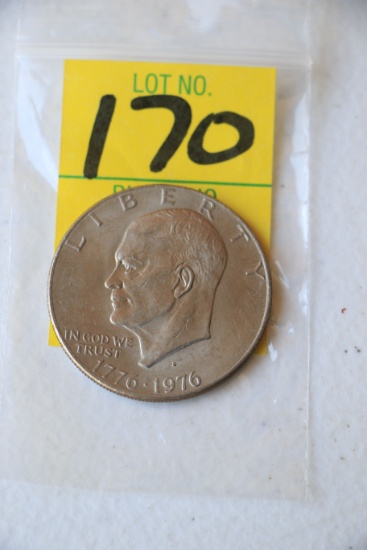 LOT NO.
170
LIBERTY
IN GOD WE
TRUST
1776 · 1976